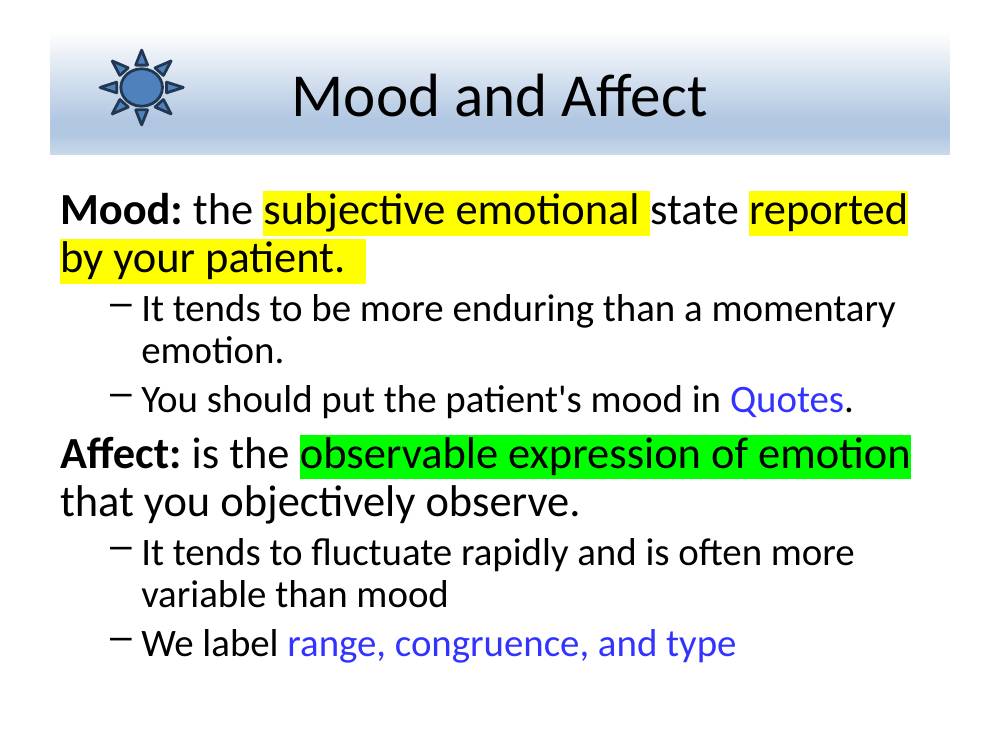 Mood and Affect
Mood: the subjective emotional state reported
by your patient.
– It tends to be more enduring than a momentary
emotion.
– You should put the patient's mood in Quotes.
Affect: is the observable expression of emotion
that you objectively observe.
– It tends to fluctuate rapidly and is often more
variable than mood
– We label range, congruence, and type